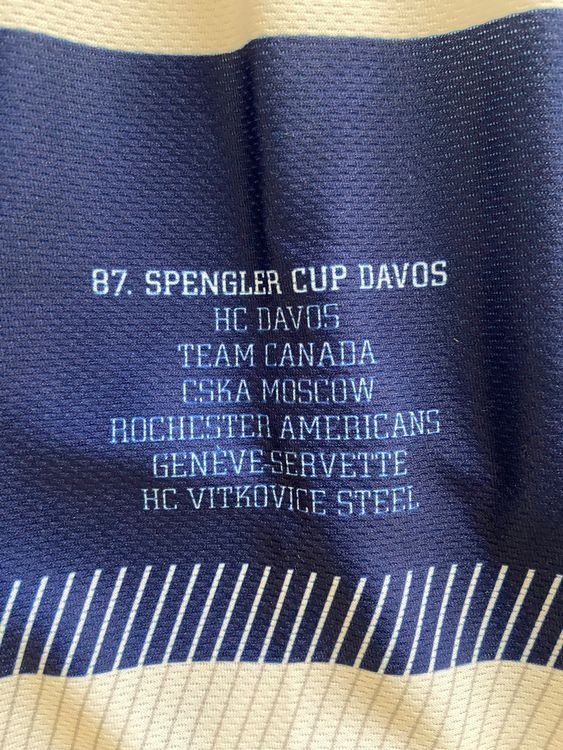 87. SPENGLER CUP DAVOS
HC DAVOS
TEAM CANADA
CSKA MOSCOW
ROCHESTER AMERICANS
GENÈVE-SERVETTE
HC VITKOVICE STEEL